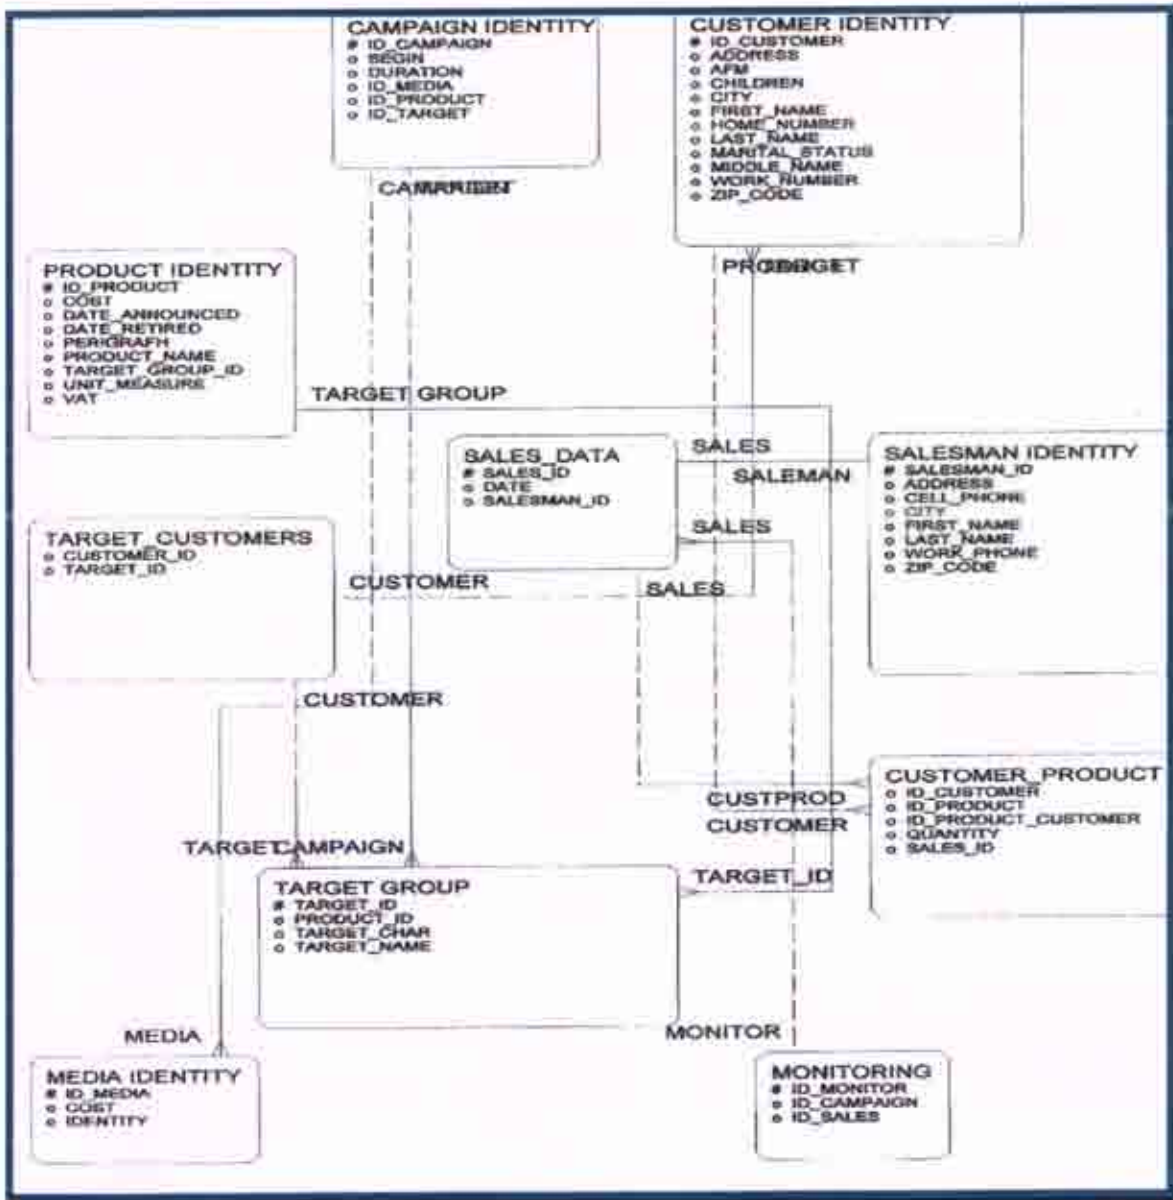 CAMPAIGN IDENTITY
# ID_CAMPAIGN
o BEGIN
o DURATION
o ID_MEDIA
o ID_PRODUCT
o ID_TARGET
CUSTOMER IDENTITY
# ID_CUSTOMER
o ADDRESS
o AFM
o CHILDREN
o CITY
o FIRST_NAME
o HOME_NUMBER
o LAST_NAME
o MARITAL_STATUS
o MIDDLE_NAME
o WORK_NUMBER
o ZIP_CODE
PRODUCT IDENTITY
# ID_PRODUCT
o COST
o DATE_ANNOUNCED
o DATE_RETIRED
o PERIGRAFH
o PRODUCT_NAME
o TARGET_GROUP_ID
o UNIT_MEASURE
o VAT
TARGET GROUP
SALES_DATA
# SALES_ID
o DATE
o SALESMAN_ID
SALES
SALEMAN
SALES
SALESMAN IDENTITY
# SALESMAN_ID
o ADDRESS
o CELL_PHONE
o CITY
o FIRST_NAME
o LAST_NAME
o WORK_PHONE
o ZIP_CODE
TARGET_CUSTOMERS
o CUSTOMER_ID
o TARGET_ID
CUSTOMER
SALES
CUSTOMER
CUSTOMER_PRODUCT
o ID_CUSTOMER
o ID_PRODUCT
o ID_PRODUCT_CUSTOMER
o QUANTITY
o SALES_ID
CUSTPROD
CUSTOMER
TARGET
CAMPAIGN
TARGET_ID
TARGET GROUP
# TARGET_ID
o PRODUCT_ID
o TARGET_CHAR
o TARGET_NAME
MEDIA
MONITOR
MEDIA IDENTITY
# ID_MEDIA
o COST
o IDENTITY
MONITORING
# ID_MONITOR
o ID_CAMPAIGN
o ID_SALES